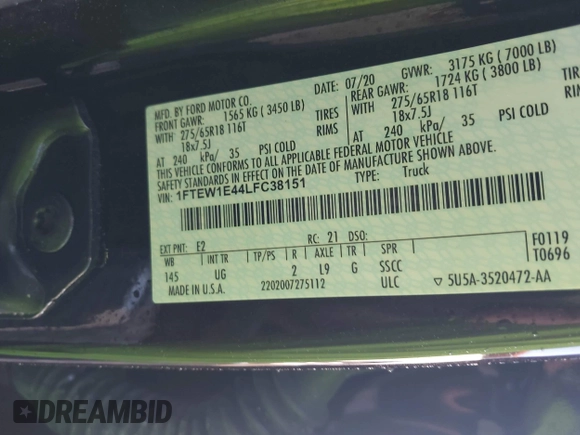 MFD. BY FORD MOTOR CO. DATE: 07/20 GVWR: 3175 KG ( 7000 LB)
FRONT GAWR: 1565 KG ( 3450 LB) REAR GAWR: 1724 KG ( 3800 LB)
WITH 275/65R18 116T TIRES WITH 275/65R18 116T TIRE
18x7.5J RIMS 18x7.5J RIM
AT 240 kPa/ 35 PSI COLD AT 240 kPa/ 35 PSI COLD
THIS VEHICLE CONFORMS TO ALL APPLICABLE FEDERAL MOTOR VEHICLE
SAFETY STANDARDS IN EFFECT ON THE DATE OF MANUFACTURE SHOWN ABOVE.
VIN: 1FTEW1E44LFC38151 TYPE: Truck
EXT PNT: E2 RC: 21 DSO: F0119
WB INT TR TP/PS R AXLE TR SPR T0696
145 UG 2 L9 G SSCC
MADE IN U.S.A. 2202007275112 ULC ▽ 5U5A-3520472-AA
DREAMBID